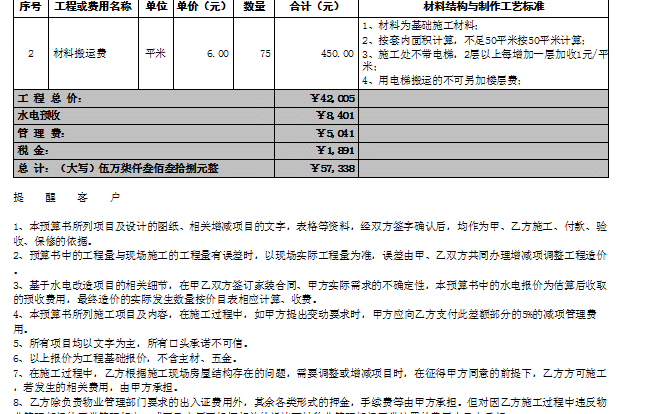 序号 工程或费用名称 单位 单价（元） 数量 合计（元） 材料结构与制作工艺标准
2 材料搬运费 平米 6.00 75 450.00
1、材料为基础施工材料；
2、按套内面积计算，不足50平米按50平米计算；
3、施工处不带电梯，2层以上每增加一层加收1元/平
米；
4、用电梯搬运的不可另加楼层费；
工 程 总 价： ￥42,005
水电预收 ￥8,401
管 理 费： ￥5,041
税 金： ￥1,891
总 计：（大写）伍万柒仟叁佰叁拾捌元整 ￥57,338
提 醒 客 户
1、本预算书所列项目及设计的图纸、相关增减项目的文字，表格等资料，经双方签字确认后，均作为甲、乙方施工、付款、验
收、保修的依据。
2、预算书中的工程量与现场施工的工程量有误差时，以现场实际工程量为准，误差由甲、乙双方共同办理增减项调整工程造价
。
3、基于水电改造项目的相关细节，在甲乙双方签订家装合同、甲方实际需求的不确定性，本预算书中的水电报价为估算后收取
的预收费用，最终造价的实际发生数量按价目表相应计算、收费。
4、本预算书所列施工项目及内容，在施工过程中，如甲方提出变动要求时，甲方应向乙方支付此差额部分的5%的减项管理费
用。
5、所有项目均以文字为主，所有口头承诺不可信。
6、以上报价为工程基础报价，不含主材、五金。
7、在施工过程中，乙方根据施工现场房屋结构存在的问题，需要调整或增减项目时，在征得甲方同意的前提下，乙方方可施工
，若发生的相关费用，由甲方承担。
8、乙方除负责物业管理部门要求的出入证费用外，其余各类形式的押金，手续费等由甲方承担。但对因乙方施工过程中违反物